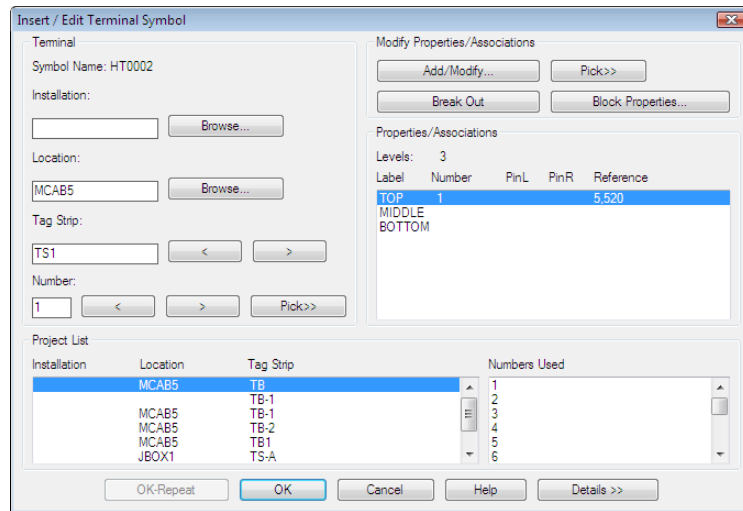 Insert / Edit Terminal Symbol
Terminal
Symbol Name: HT0002
Installation:
Browse...
Location:
MCAB5
Browse...
Tag Strip:
TS1
<
>
Number:
1
<
>
Pick>>
Modify Properties/Associations
Add/Modify...
Pick>>
Break Out
Block Properties...
Properties/Associations
Levels: 3
Label Number PinL PinR Reference
TOP 1 5,520
MIDDLE
BOTTOM
Project List
Installation Location Tag Strip
MCAB5 TB
TB-1
MCAB5 TB-1
MCAB5 TB-2
MCAB5 TB1
JBOX1 TS-A
Numbers Used
1
2
3
4
5
6
OK-Repeat
OK
Cancel
Help
Details >>